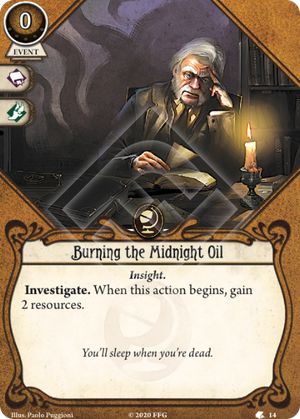 0
EVENT
Burning the Midnight Oil
Insight.
Investigate. When this action begins, gain
2 resources.
You'll sleep when you're dead.
Illus. Paolo Puggioni
© 2020 FFG
14